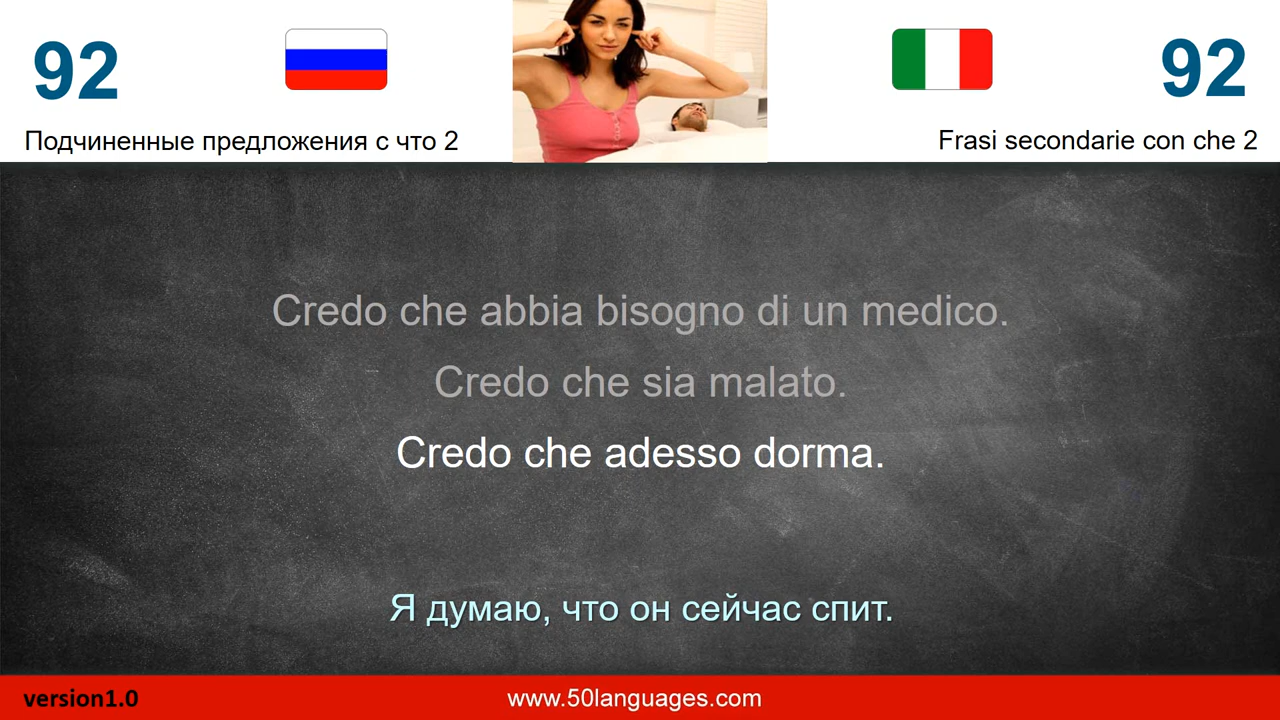 92
92
Подчиненные предложения с что 2
Frasi secondarie con che 2
Credo che abbia bisogno di un medico.
Credo che sia malato.
Credo che adesso dorma.
Я думаю, что он сейчас спит.
version1.0
www.50languages.com